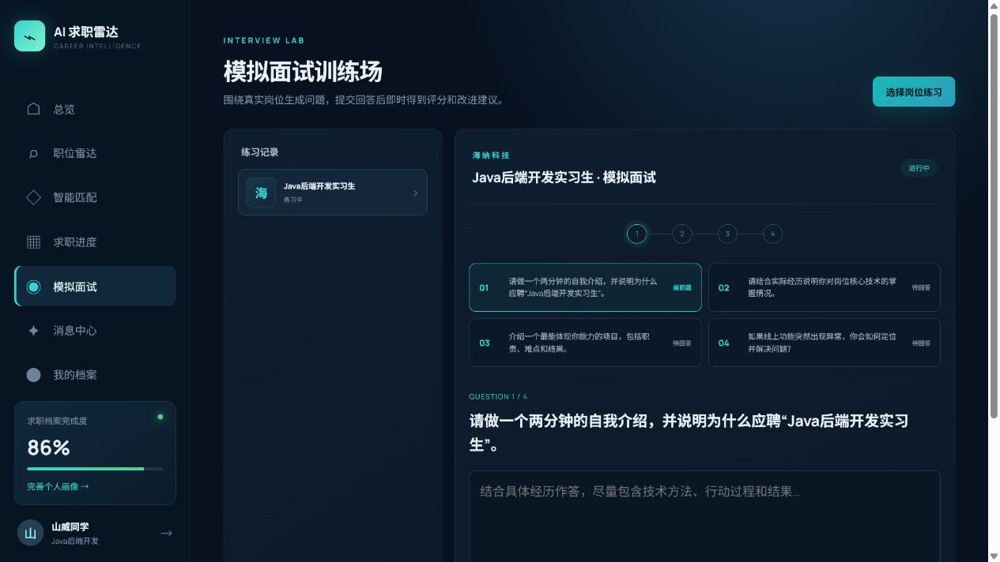 AI 求职雷达
CAREER INTELLIGENCE
总览
职位雷达
智能匹配
求职进度
模拟面试
消息中心
我的档案
求职档案完成度
86%
完善个人画像 →
山
山威同学
Java后端开发
→
INTERVIEW LAB
模拟面试训练场
围绕真实岗位生成问题，提交回答后即时得到评分和改进建议。
选择岗位练习
练习记录
海
Java后端开发实习生
练习中
海纳科技
Java后端开发实习生 · 模拟面试
进行中
1
2
3
4
01
请做一个两分钟的自我介绍，并说明为什么
应聘“Java后端开发实习生”。
当前题
02
请结合实际经历说明你对岗位核心技术的掌
握情况。
待回答
03
介绍一个最能体现你能力的项目，包括职
责、难点和结果。
待回答
04
如果线上功能突然出现异常，你会如何定位
并解决问题？
待回答
QUESTION 1 / 4
请做一个两分钟的自我介绍，并说明为什么应聘“Java后端开发实习
生”。
结合具体经历作答，尽量包含技术方法、行动过程和结果...